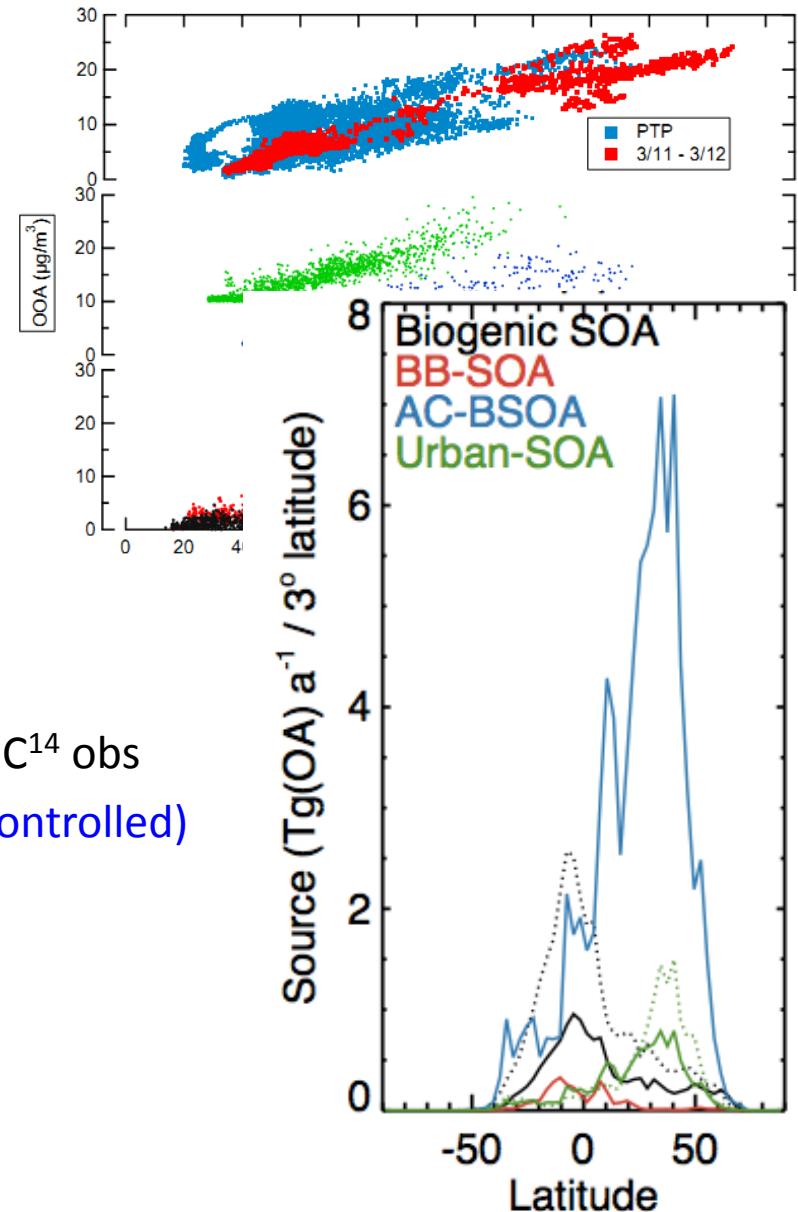 30
20
10
0
PTP
3/11 - 3/12
OOA (µg/m³)
30
20
10
0
30
20
10
0
0 20
8
6
4
2
0
Biogenic SOA
BB-SOA
AC-BSOA
Urban-SOA
Source (Tg(OA) a⁻¹ / 3° latitude)
-50 0 50
Latitude
C¹⁴ obs
ontrolled)